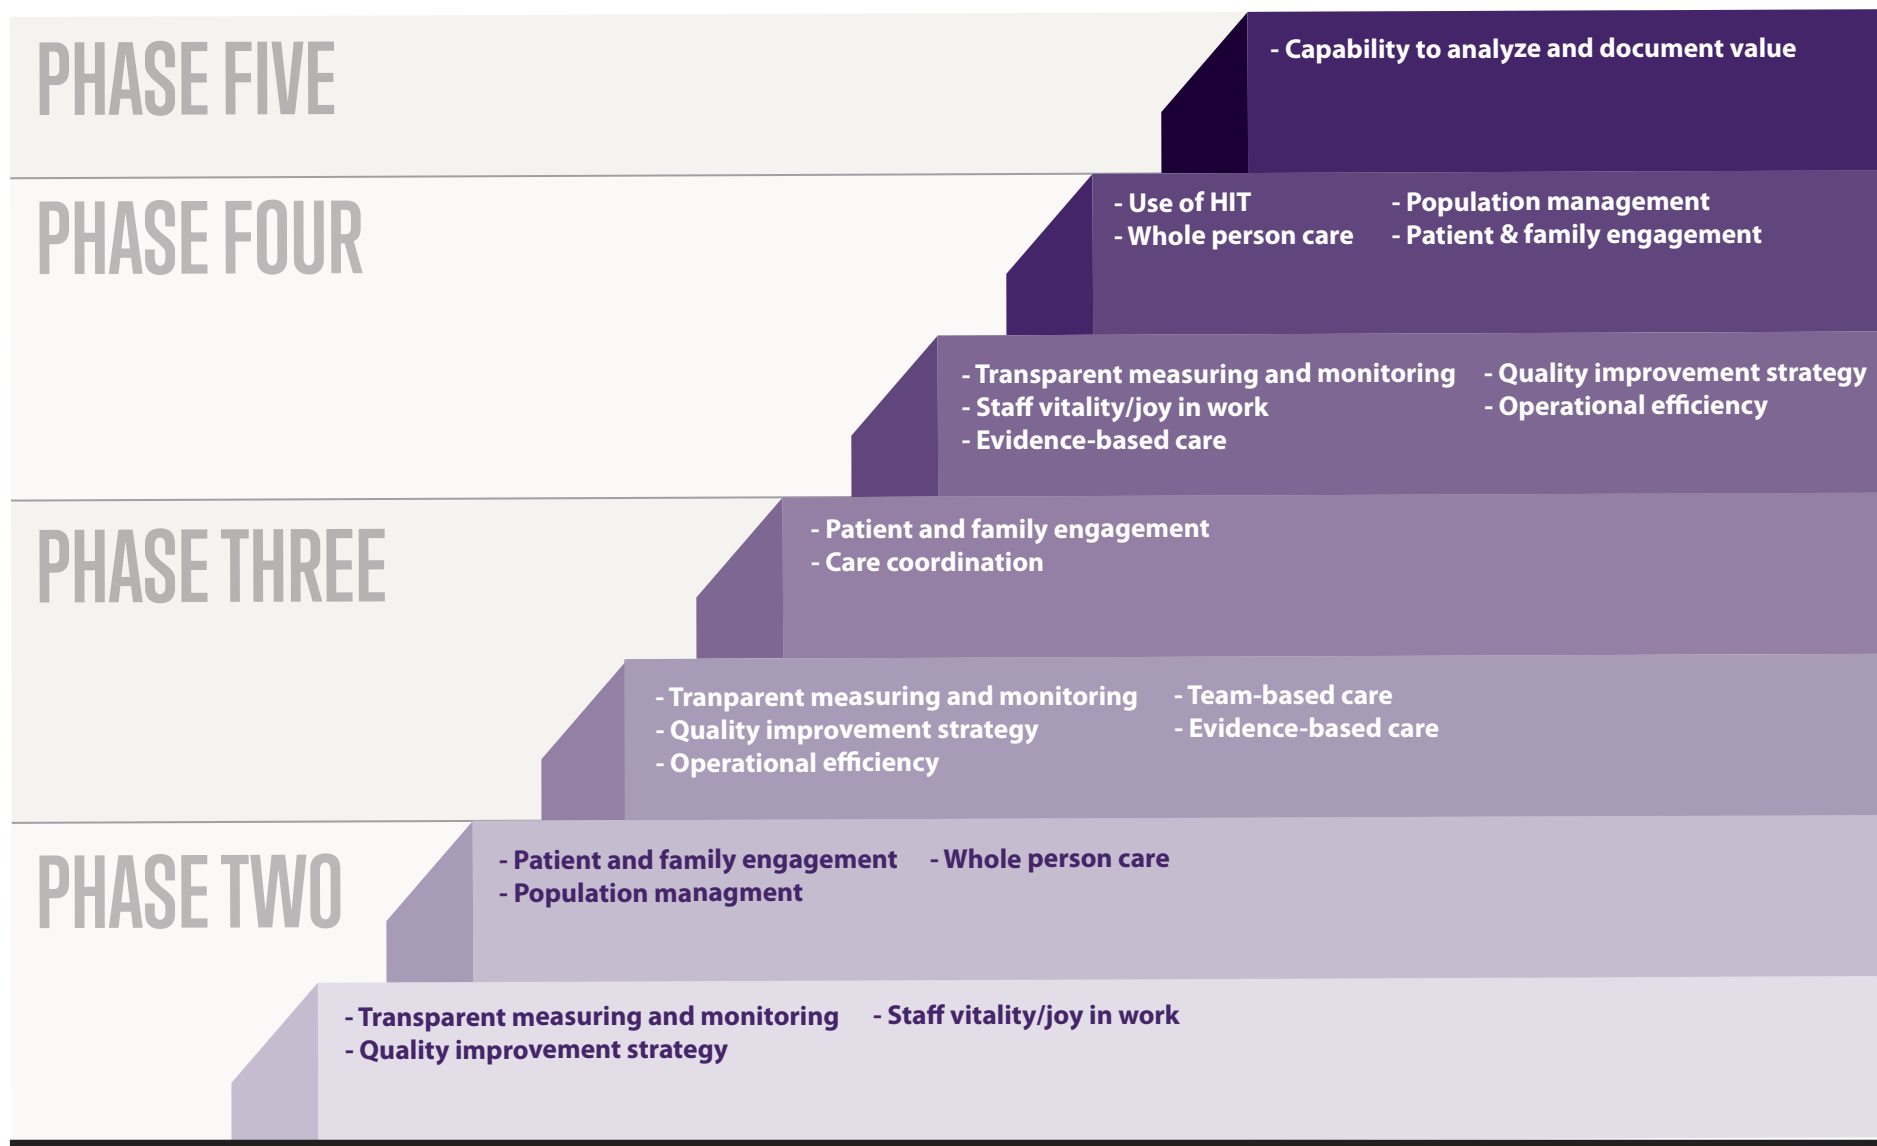 PHASE FIVE
- Capability to analyze and document value
PHASE FOUR
- Use of HIT
- Whole person care
- Population management
- Patient & family engagement
- Transparent measuring and monitoring
- Staff vitality/joy in work
- Evidence-based care
- Quality improvement strategy
- Operational efficiency
PHASE THREE
- Patient and family engagement
- Care coordination
- Tranparent measuring and monitoring
- Quality improvement strategy
- Operational efficiency
- Team-based care
- Evidence-based care
PHASE TWO
- Patient and family engagement
- Population managment
- Whole person care
- Transparent measuring and monitoring
- Quality improvement strategy
- Staff vitality/joy in work